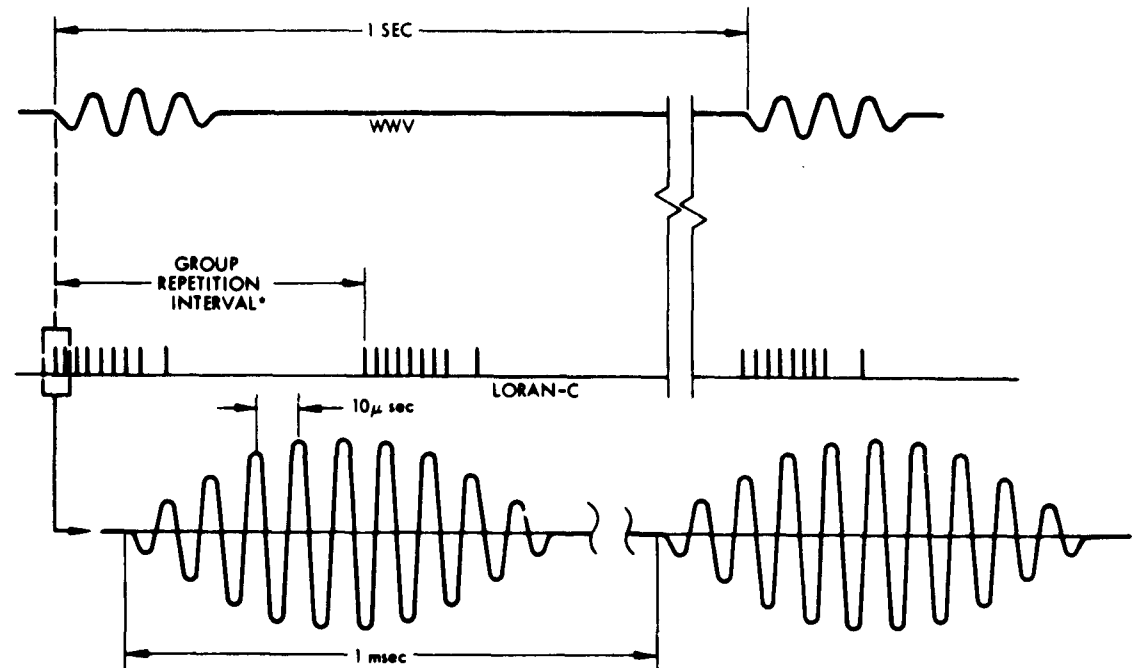 1 SEC
WWV
GROUP
REPETITION
INTERVAL*
LORAN-C
10μ sec
1 msec